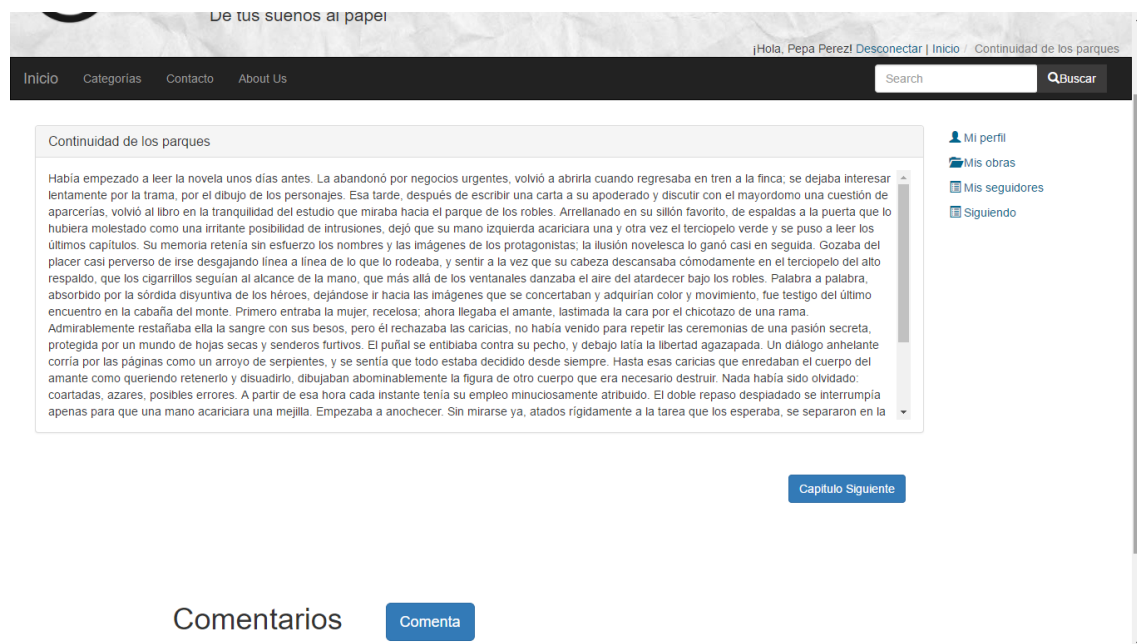 De tus sueños al papel
¡Hola, Pepa Perez! Desconectar | Inicio / Continuidad de los parques
Inicio Categorías Contacto About Us Search Buscar
Continuidad de los parques
Mi perfil
Mis obras
Mis seguidores
Siguiendo
Había empezado a leer la novela unos días antes. La abandonó por negocios urgentes, volvió a abrirla cuando regresaba en tren a la finca; se dejaba interesar
lentamente por la trama, por el dibujo de los personajes. Esa tarde, después de escribir una carta a su apoderado y discutir con el mayordomo una cuestión de
aparcerías, volvió al libro en la tranquilidad del estudio que miraba hacia el parque de los robles. Arrellanado en su sillón favorito, de espaldas a la puerta que lo
hubiera molestado como una irritante posibilidad de intrusiones, dejó que su mano izquierda acariciara una y otra vez el terciopelo verde y se puso a leer los
últimos capítulos. Su memoria retenía sin esfuerzo los nombres y las imágenes de los protagonistas; la ilusión novelesca lo ganó casi en seguida. Gozaba del
placer casi perverso de irse desgajando línea a línea de lo que lo rodeaba, y sentir a la vez que su cabeza descansaba cómodamente en el terciopelo del alto
respaldo, que los cigarrillos seguían al alcance de la mano, que más allá de los ventanales danzaba el aire del atardecer bajo los robles. Palabra a palabra,
absorbido por la sórdida disyuntiva de los héroes, dejándose ir hacia las imágenes que se concertaban y adquirían color y movimiento, fue testigo del último
encuentro en la cabaña del monte. Primero entraba la mujer, recelosa; ahora llegaba el amante, lastimada la cara por el chicotazo de una rama.
Admirablemente restañaba ella la sangre con sus besos, pero él rechazaba las caricias, no había venido para repetir las ceremonias de una pasión secreta,
protegida por un mundo de hojas secas y senderos furtivos. El puñal se entibiaba contra su pecho, y debajo latía la libertad agazapada. Un diálogo anhelante
corría por las páginas como un arroyo de serpientes, y se sentía que todo estaba decidido desde siempre. Hasta esas caricias que enredaban el cuerpo del
amante como queriendo retenerlo y disuadirlo, dibujaban abominablemente la figura de otro cuerpo que era necesario destruir. Nada había sido olvidado:
coartadas, azares, posibles errores. A partir de esa hora cada instante tenía su empleo minuciosamente atribuido. El doble repaso despiadado se interrumpía
apenas para que una mano acariciara una mejilla. Empezaba a anochecer. Sin mirarse ya, atados rígidamente a la tarea que los esperaba, se separaron en la
Capitulo Siguiente
Comentarios Comenta